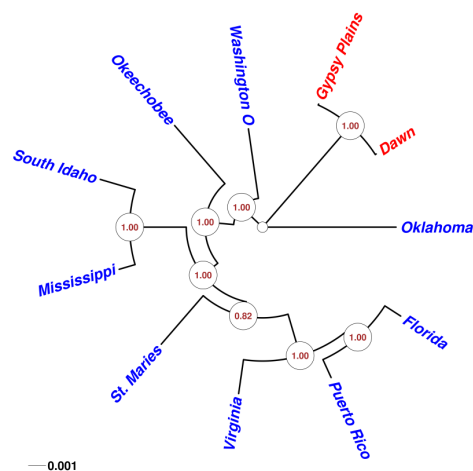 Gypsy Plains
Washington O
Okeechobee
1.00
Dawn
South Idaho
1.00
1.00
1.00
Oklahoma
Mississippi
1.00
0.82
Florida
1.00
1.00
St. Maries
Virginia
Puerto Rico
0.001